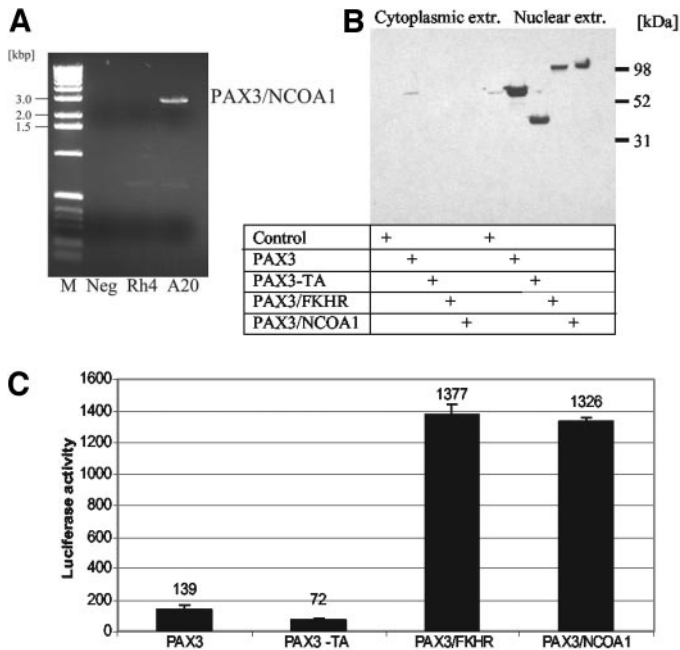 A
[kbp]
3.0
2.0
1.5
PAX3/NCOA1
M Neg Rh4 A20
B
Cytoplasmic extr. Nuclear extr. [kDa]
98
52
31
Control + +
PAX3 + +
PAX3-TA + +
PAX3/FKHR + +
PAX3/NCOA1 + +
C
Luciferase activity
1600
1400
1200
1000
800
600
400
200
0
139
72
1377
1326
PAX3 PAX3 -TA PAX3/FKHR PAX3/NCOA1